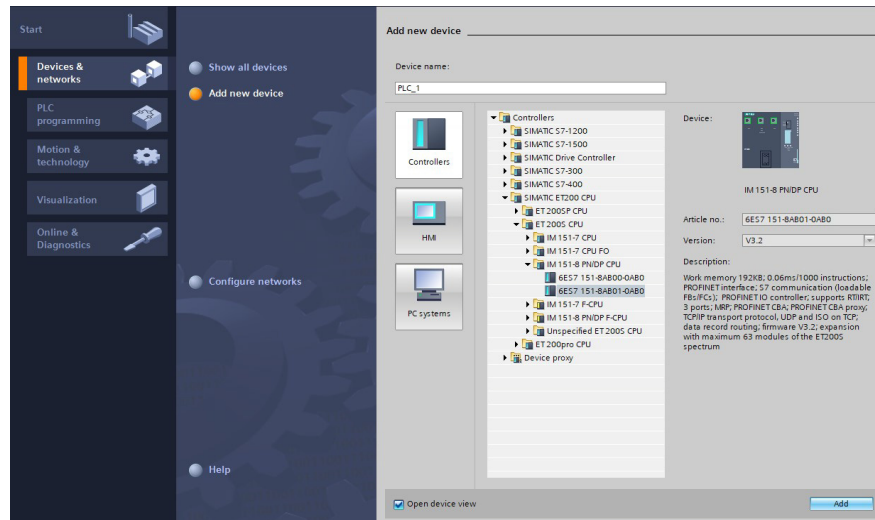 Start
Devices &
networks
PLC
programming
Motion &
technology
Visualization
Online &
Diagnostics
Show all devices
Add new device
Configure networks
Help
Add new device
Device name:
PLC_1
Controllers
HMI
PC systems
Controllers
SIMATIC S7-1200
SIMATIC S7-1500
SIMATIC Drive Controller
SIMATIC S7-300
SIMATIC S7-400
SIMATIC ET200 CPU
ET 200SP CPU
ET 200S CPU
IM 151-7 CPU
IM 151-7 CPU FO
IM 151-8 PN/DP CPU
6ES7 151-8AB00-0AB0
6ES7 151-8AB01-0AB0
IM 151-7 F-CPU
IM 151-8 PN/DP F-CPU
Unspecified ET 200S CPU
ET 200pro CPU
Device proxy
Device:
IM 151-8 PN/DP CPU
Article no.: 6ES7 151-8AB01-0AB0
Version: V3.2
Description:
Work memory 192KB; 0.06ms/1000 instructions;
PROFINET interface; S7 communication (loadable
FBs/FCs); PROFINET IO controller; supports RT/IRT;
3 ports; MRP; PROFINET CBA; PROFINET CBA proxy;
TCP/IP transport protocol, UDP and ISO on TCP;
data record routing; firmware V3.2; expansion
with maximum 63 modules of the ET200S
spectrum
Open device view
Add